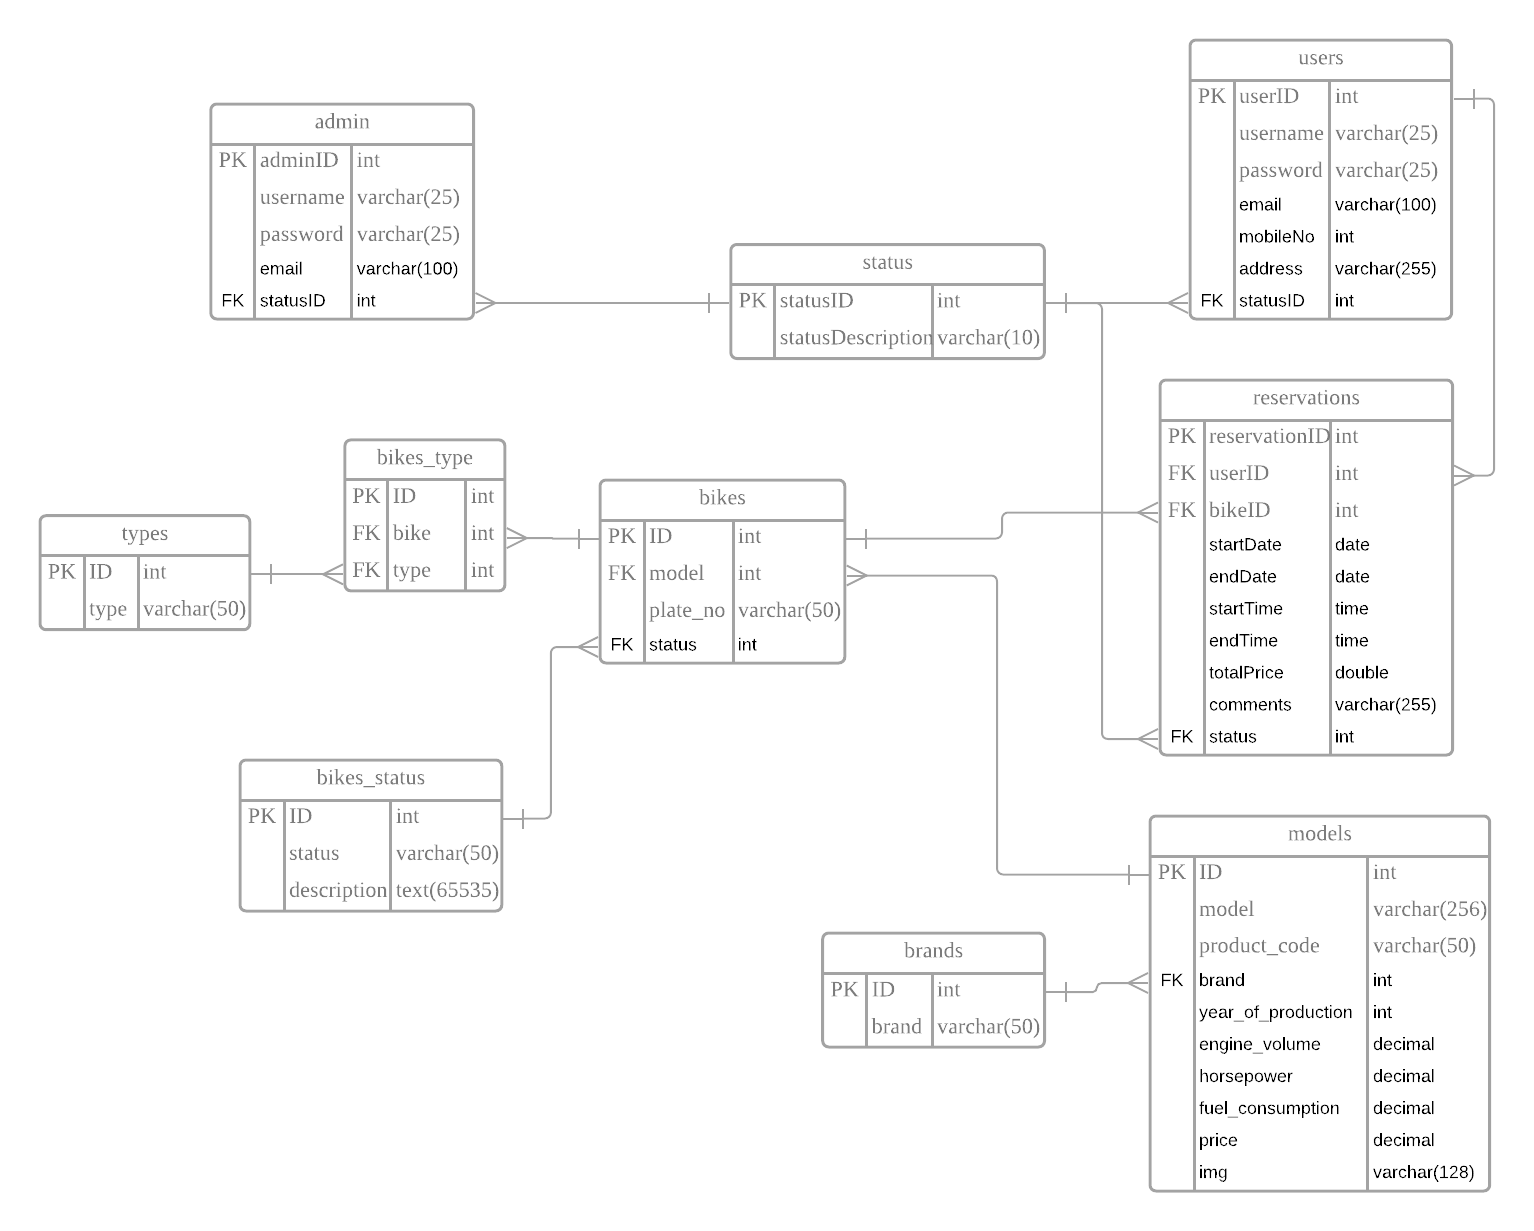 users
PK userID int
username varchar(25)
password varchar(25)
email varchar(100)
mobileNo int
address varchar(255)
FK statusID int
admin
PK adminID int
username varchar(25)
password varchar(25)
email varchar(100)
FK statusID int
status
PK statusID int
statusDescription varchar(10)
reservations
PK reservationID int
FK userID int
FK bikeID int
startDate date
endDate date
startTime time
endTime time
totalPrice double
comments varchar(255)
FK status int
bikes_type
PK ID int
FK bike int
FK type int
bikes
PK ID int
FK model int
plate_no varchar(50)
FK status int
types
PK ID int
type varchar(50)
bikes_status
PK ID int
status varchar(50)
description text(65535)
models
PK ID int
model varchar(256)
product_code varchar(50)
FK brand int
year_of_production int
engine_volume decimal
horsepower decimal
fuel_consumption decimal
price decimal
img varchar(128)
brands
PK ID int
brand varchar(50)